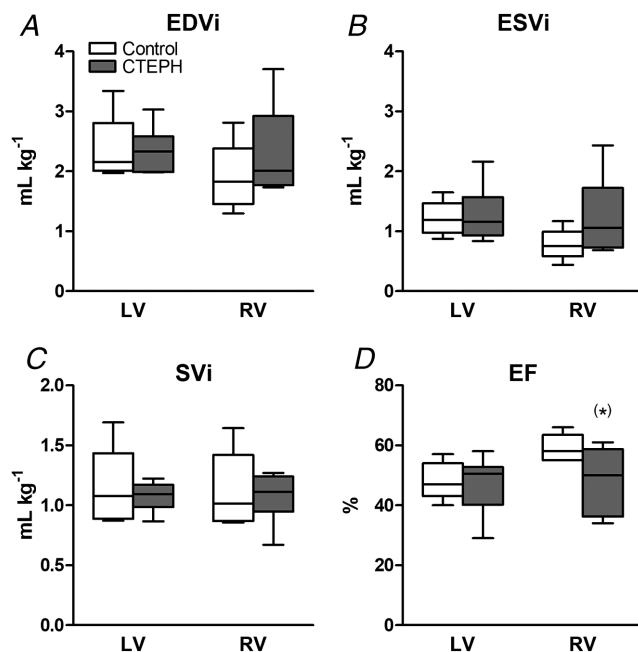 A EDVi
Control
CTEPH
mL kg-1
4
3
2
1
0
LV RV
B ESVi
mL kg-1
4
3
2
1
0
LV RV
C SVi
mL kg-1
2.0
1.5
1.0
0.5
0.0
LV RV
D EF
(*)
%
80
60
40
20
0
LV RV